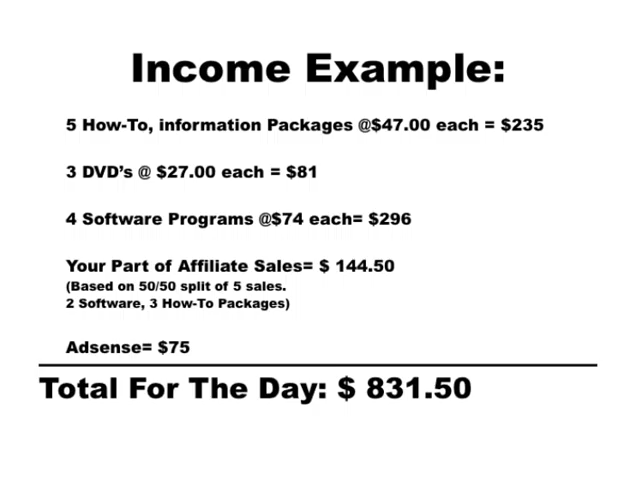 Income Example:
5 How-To, information Packages @$47.00 each = $235
3 DVD's @ $27.00 each = $81
4 Software Programs @$74 each= $296
Your Part of Affiliate Sales= $ 144.50
(Based on 50/50 split of 5 sales.
2 Software, 3 How-To Packages)
Adsense= $75
Total For The Day: $ 831.50